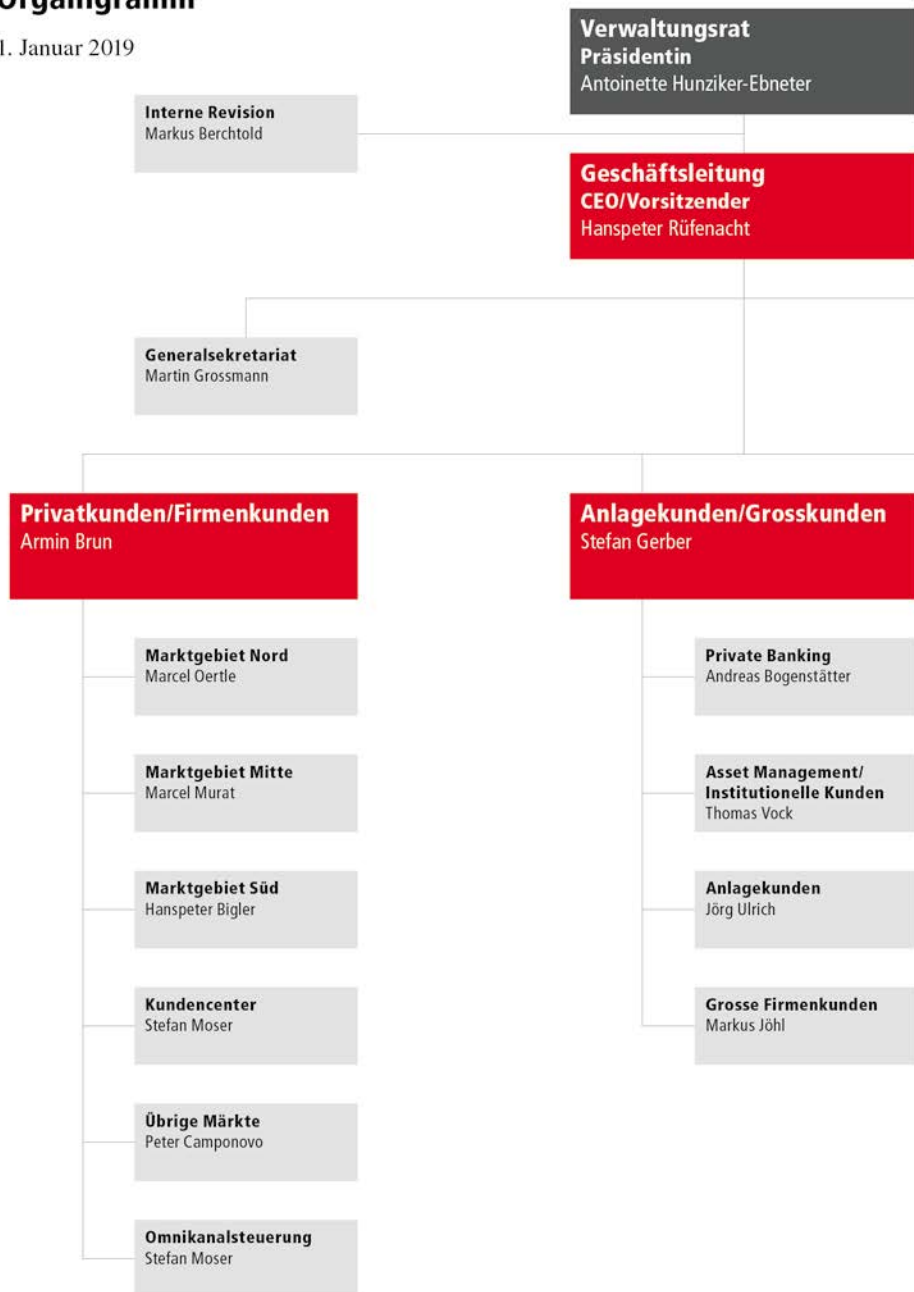 1. Januar 2019
Verwaltungsrat
Präsidentin
Antoinette Hunziker-Ebneter
Interne Revision
Markus Berchtold
Geschäftsleitung
CEO/Vorsitzender
Hanspeter Rüfenacht
Generalsekretariat
Martin Grossmann
Privatkunden/Firmenkunden
Armin Brun
Marktgebiet Nord
Marcel Oertle
Marktgebiet Mitte
Marcel Murat
Marktgebiet Süd
Hanspeter Bigler
Kundencenter
Stefan Moser
Übrige Märkte
Peter Camponovo
Omnikanalsteuerung
Stefan Moser
Anlagekunden/Grosskunden
Stefan Gerber
Private Banking
Andreas Bogenstätter
Asset Management/
Institutionelle Kunden
Thomas Vock
Anlagekunden
Jörg Ulrich
Grosse Firmenkunden
Markus Jöhl